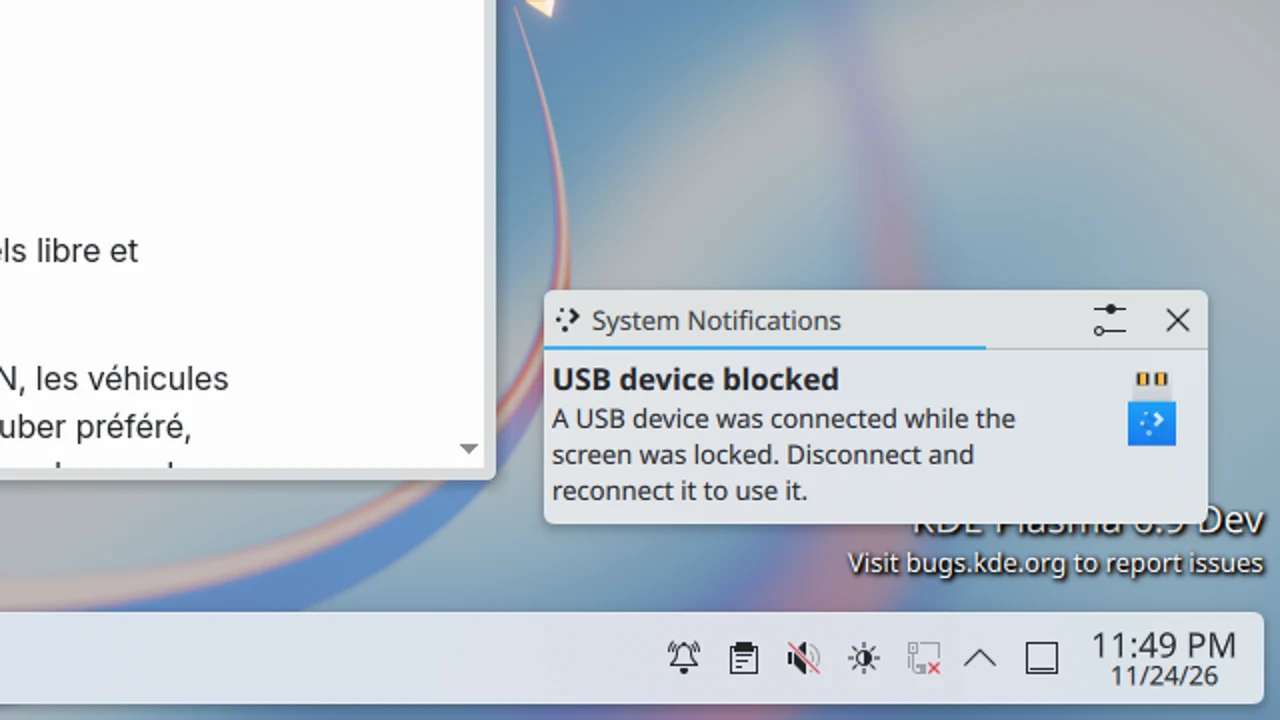 els libre et
N, les véhicules
uber préféré,
System Notifications
USB device blocked
A USB device was connected while the
screen was locked. Disconnect and
reconnect it to use it.
KDE Plasma 6.9 Dev
Visit bugs.kde.org to report issues
11:49 PM
11/24/26